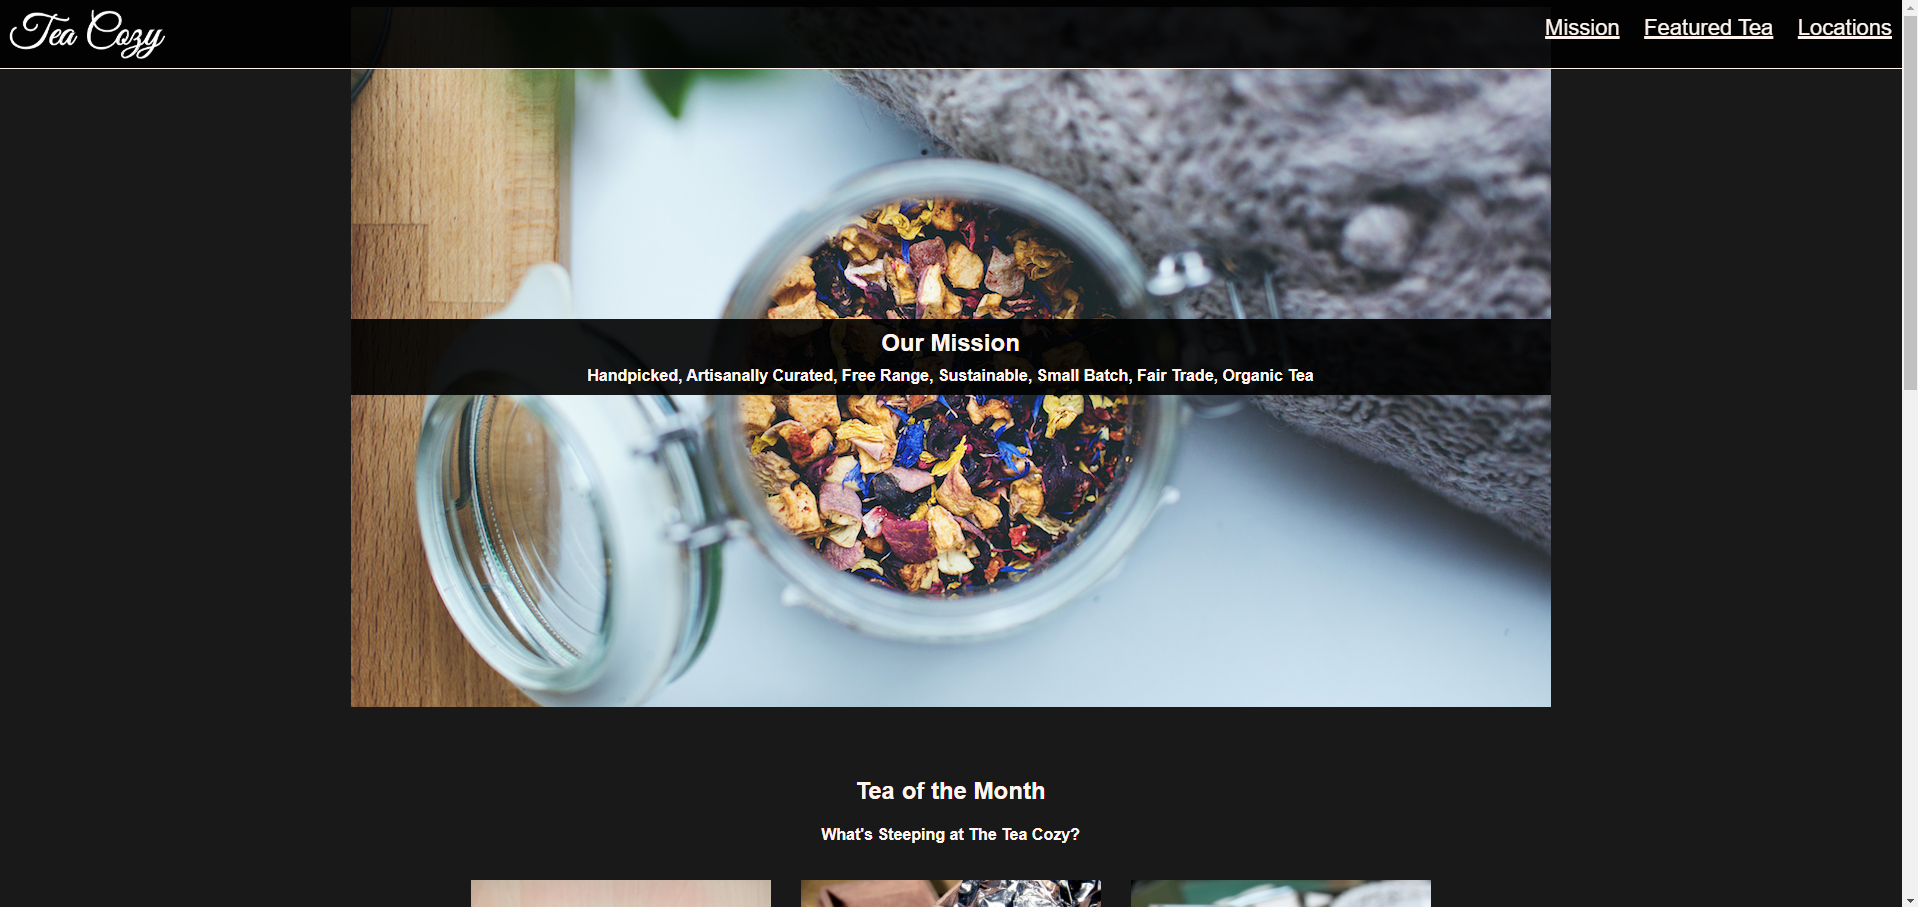 Tea Cozy
Mission Featured Tea Locations
Our Mission
Handpicked, Artisanally Curated, Free Range, Sustainable, Small Batch, Fair Trade, Organic Tea
Tea of the Month
What's Steeping at The Tea Cozy?